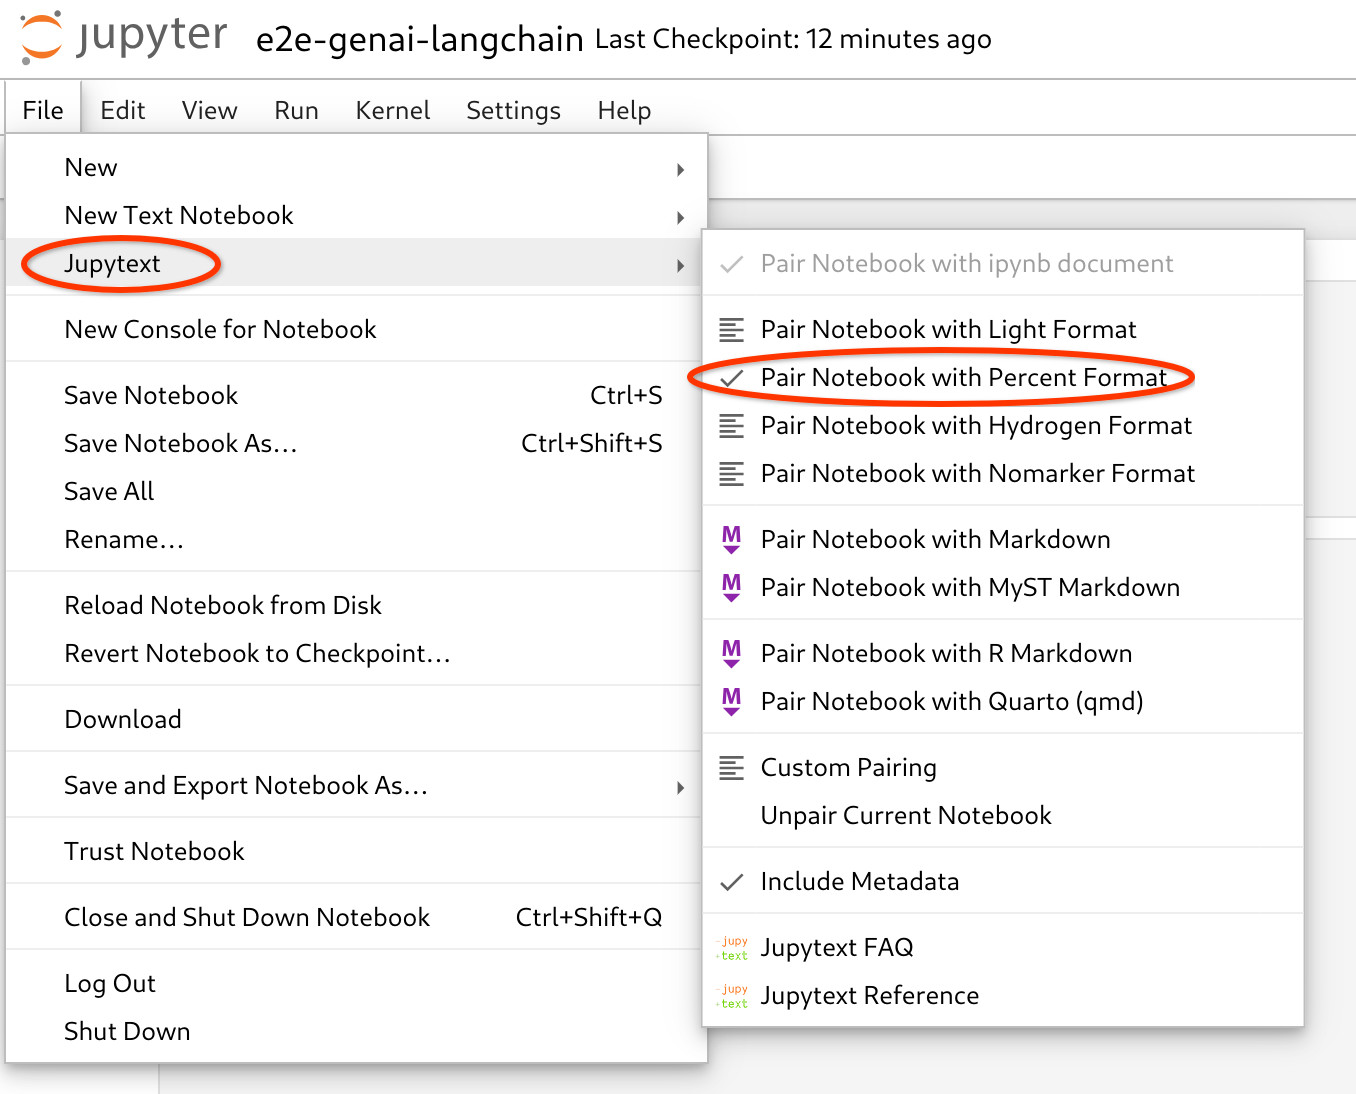 jupyter e2e-genai-langchain Last Checkpoint: 12 minutes ago
File Edit View Run Kernel Settings Help
New
New Text Notebook
Jupytext
New Console for Notebook
Save Notebook Ctrl+S
Save Notebook As... Ctrl+Shift+S
Save All
Rename...
Reload Notebook from Disk
Revert Notebook to Checkpoint...
Download
Save and Export Notebook As...
Trust Notebook
Close and Shut Down Notebook Ctrl+Shift+Q
Log Out
Shut Down
Pair Notebook with ipynb document
Pair Notebook with Light Format
Pair Notebook with Percent Format
Pair Notebook with Hydrogen Format
Pair Notebook with Nomarker Format
M Pair Notebook with Markdown
M Pair Notebook with MyST Markdown
M Pair Notebook with R Markdown
M Pair Notebook with Quarto (qmd)
Custom Pairing
Unpair Current Notebook
Include Metadata
-jupy
+text Jupytext FAQ
-jupy
+text Jupytext Reference